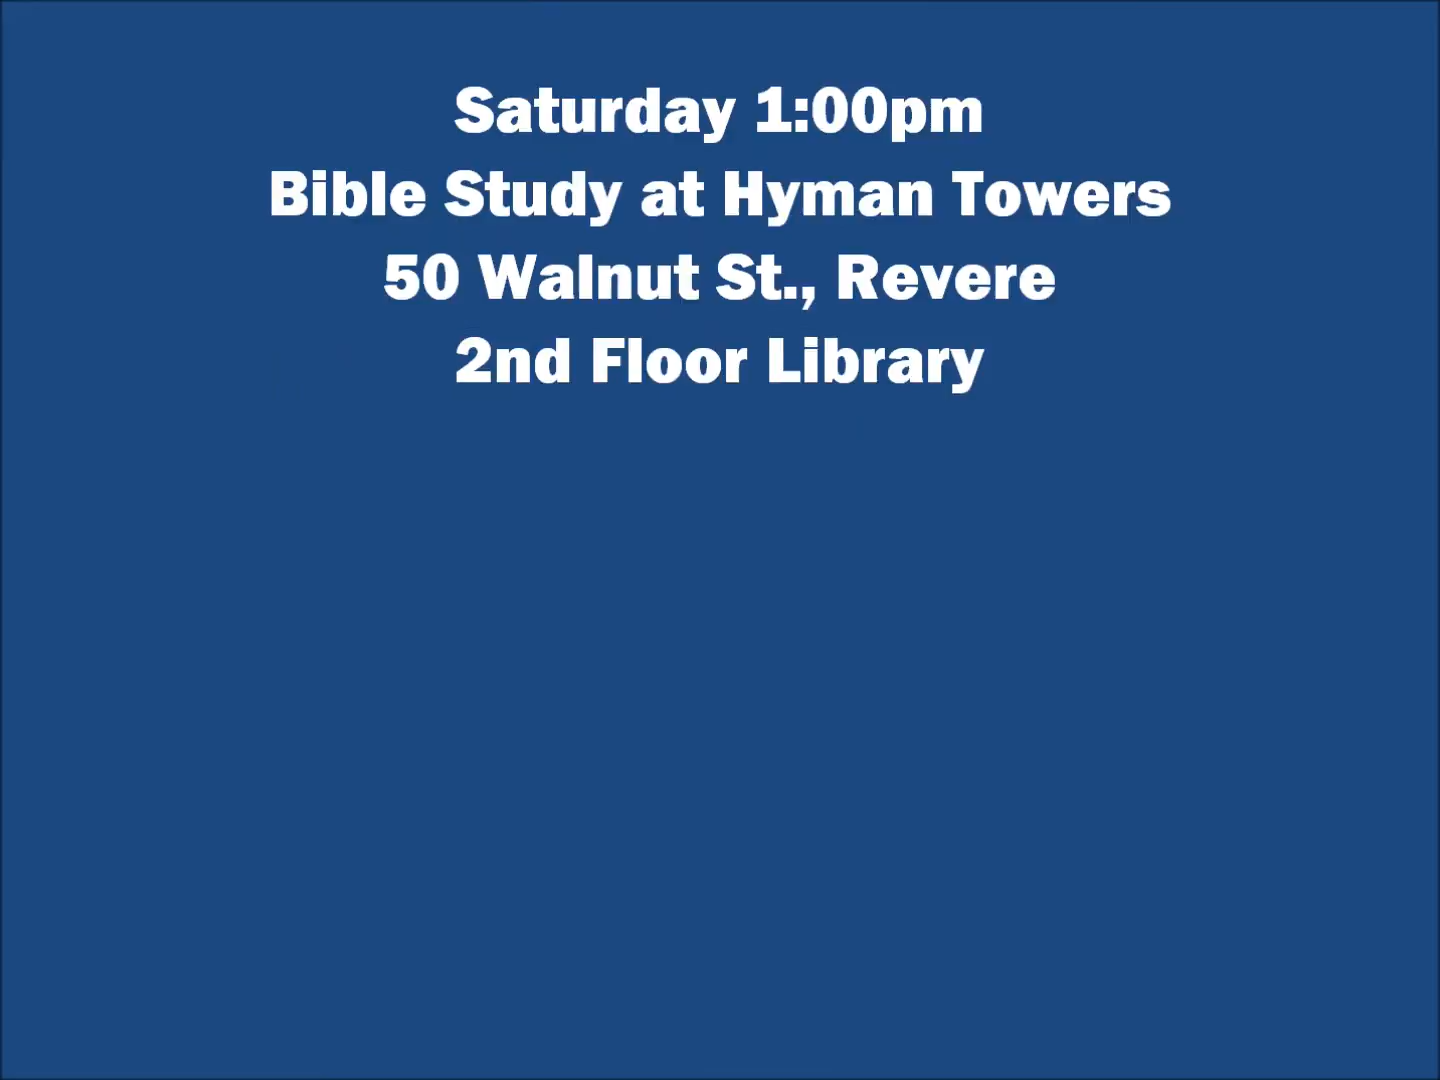 Saturday 1:00pm
Bible Study at Hyman Towers
50 Walnut St., Revere
2nd Floor Library